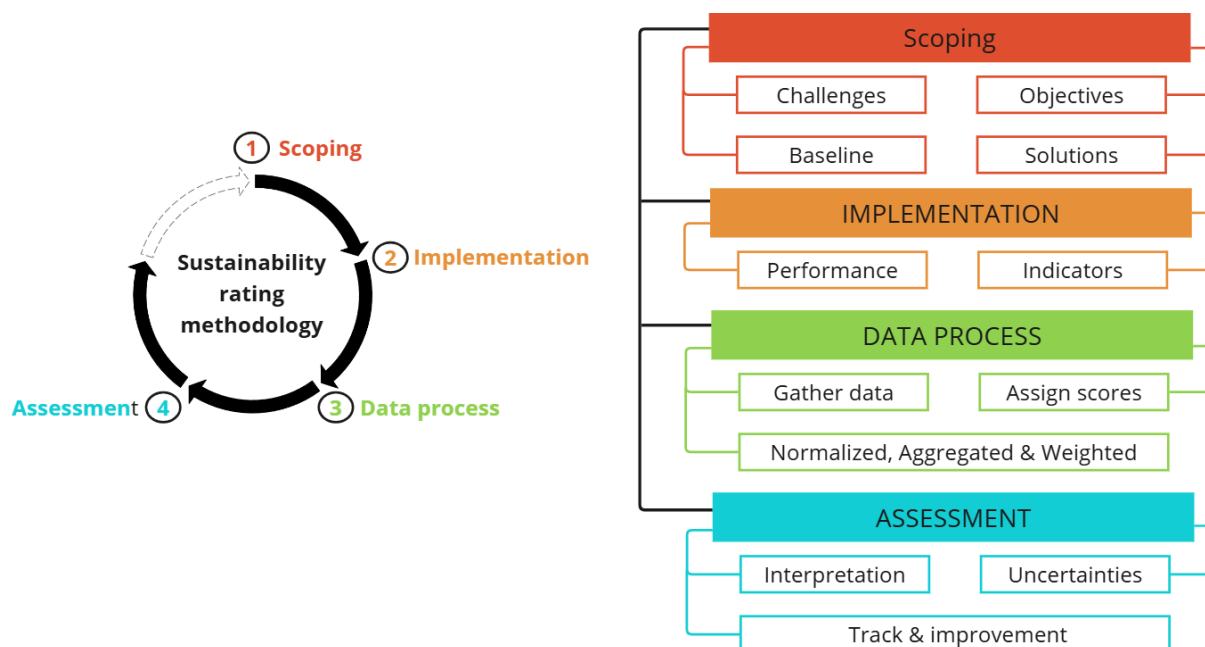 1 Scoping
2 Implementation
Sustainability
rating
methodology
Assessment 4
3 Data process
Scoping
Challenges
Objectives
Baseline
Solutions
IMPLEMENTATION
Performance
Indicators
DATA PROCESS
Gather data
Assign scores
Normalized, Aggregated & Weighted
ASSESSMENT
Interpretation
Uncertainties
Track & improvement